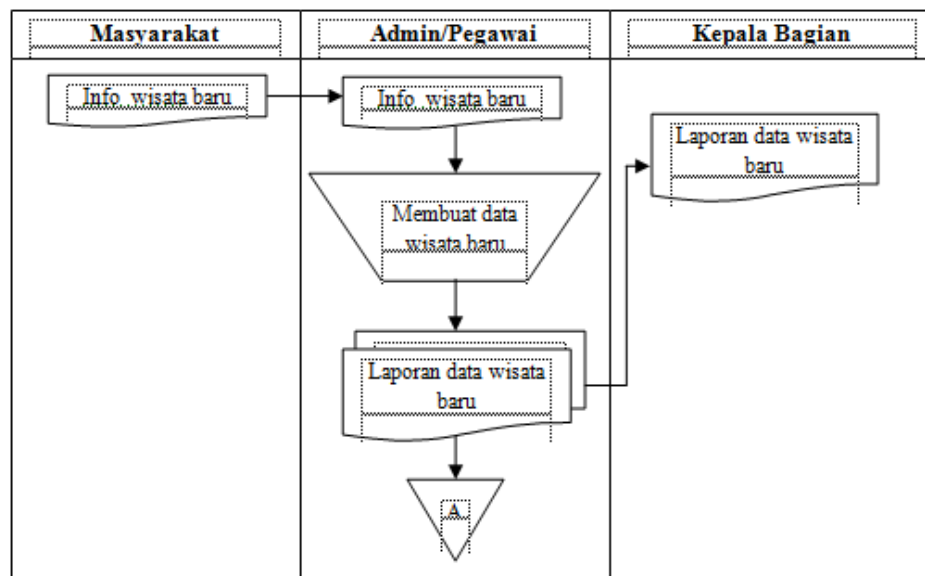 Masyarakat
Admin/Pegawai
Kepala Bagian
Info wisata baru
Info wisata baru
Laporan data wisata
baru
Membuat data
wisata baru
Laporan data wisata
baru
A